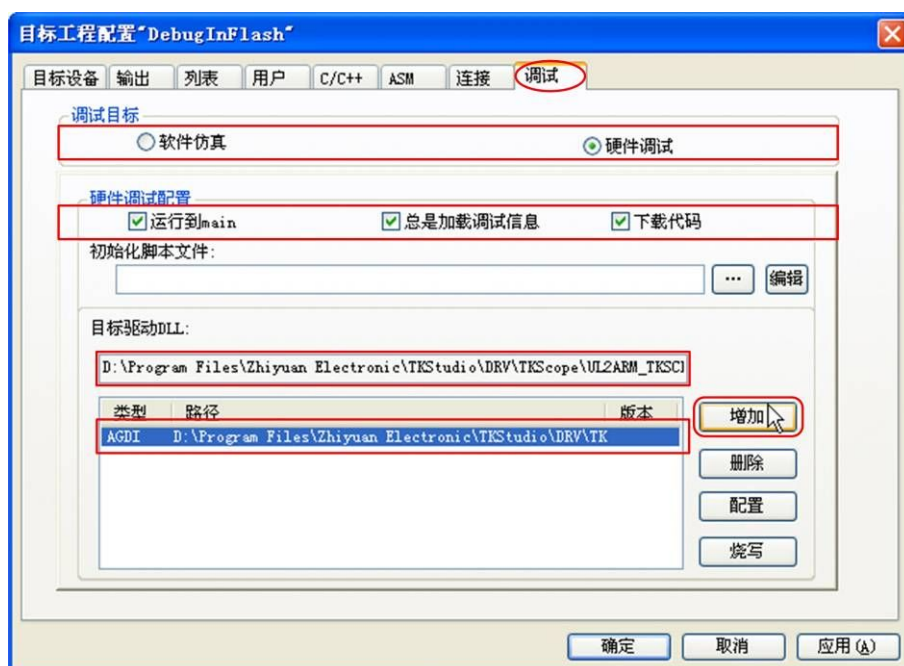 目标工程配置"DebugInFlash"
目标设备 输出 列表 用户 C/C++ ASM 连接 调试
调试目标
软件仿真 硬件调试
硬件调试配置
运行到main 总是加载调试信息 下载代码
初始化脚本文件:
... 编辑
目标驱动DLL:
D:\Program Files\Zhiyuan Electronic\TKStudio\DRV\TKScope\UL2ARM_TKSCI
类型 路径 版本 增加
AGDI D:\Program Files\Zhiyuan Electronic\TKStudio\DRV\TK
删除
配置
烧写
确定 取消 应用(A)